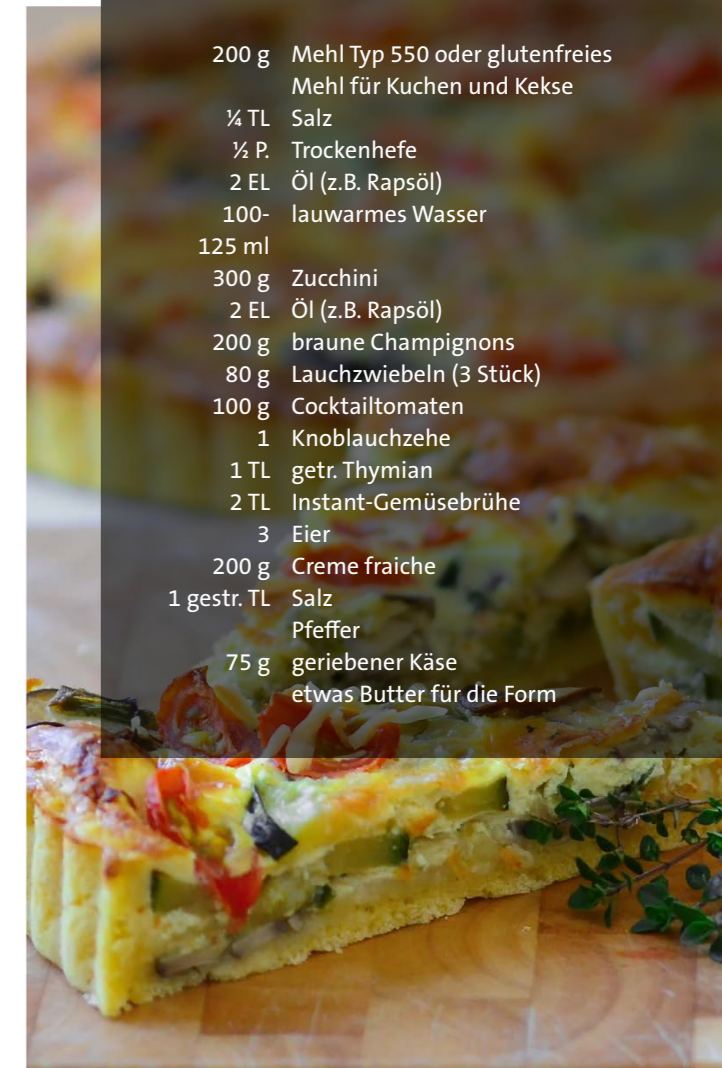 200 g Mehl Typ 550 oder glutenfreies
Mehl für Kuchen und Kekse
¼ TL Salz
½ P. Trockenhefe
2 EL Öl (z.B. Rapsöl)
100- lauwarmes Wasser
125 ml
300 g Zucchini
2 EL Öl (z.B. Rapsöl)
200 g braune Champignons
80 g Lauchzwiebeln (3 Stück)
100 g Cocktailtomaten
1 Knoblauchzehe
1 TL getr. Thymian
2 TL Instant-Gemüsebrühe
3 Eier
200 g Creme fraiche
1 gestr. TL Salz
Pfeffer
75 g geriebener Käse
etwas Butter für die Form